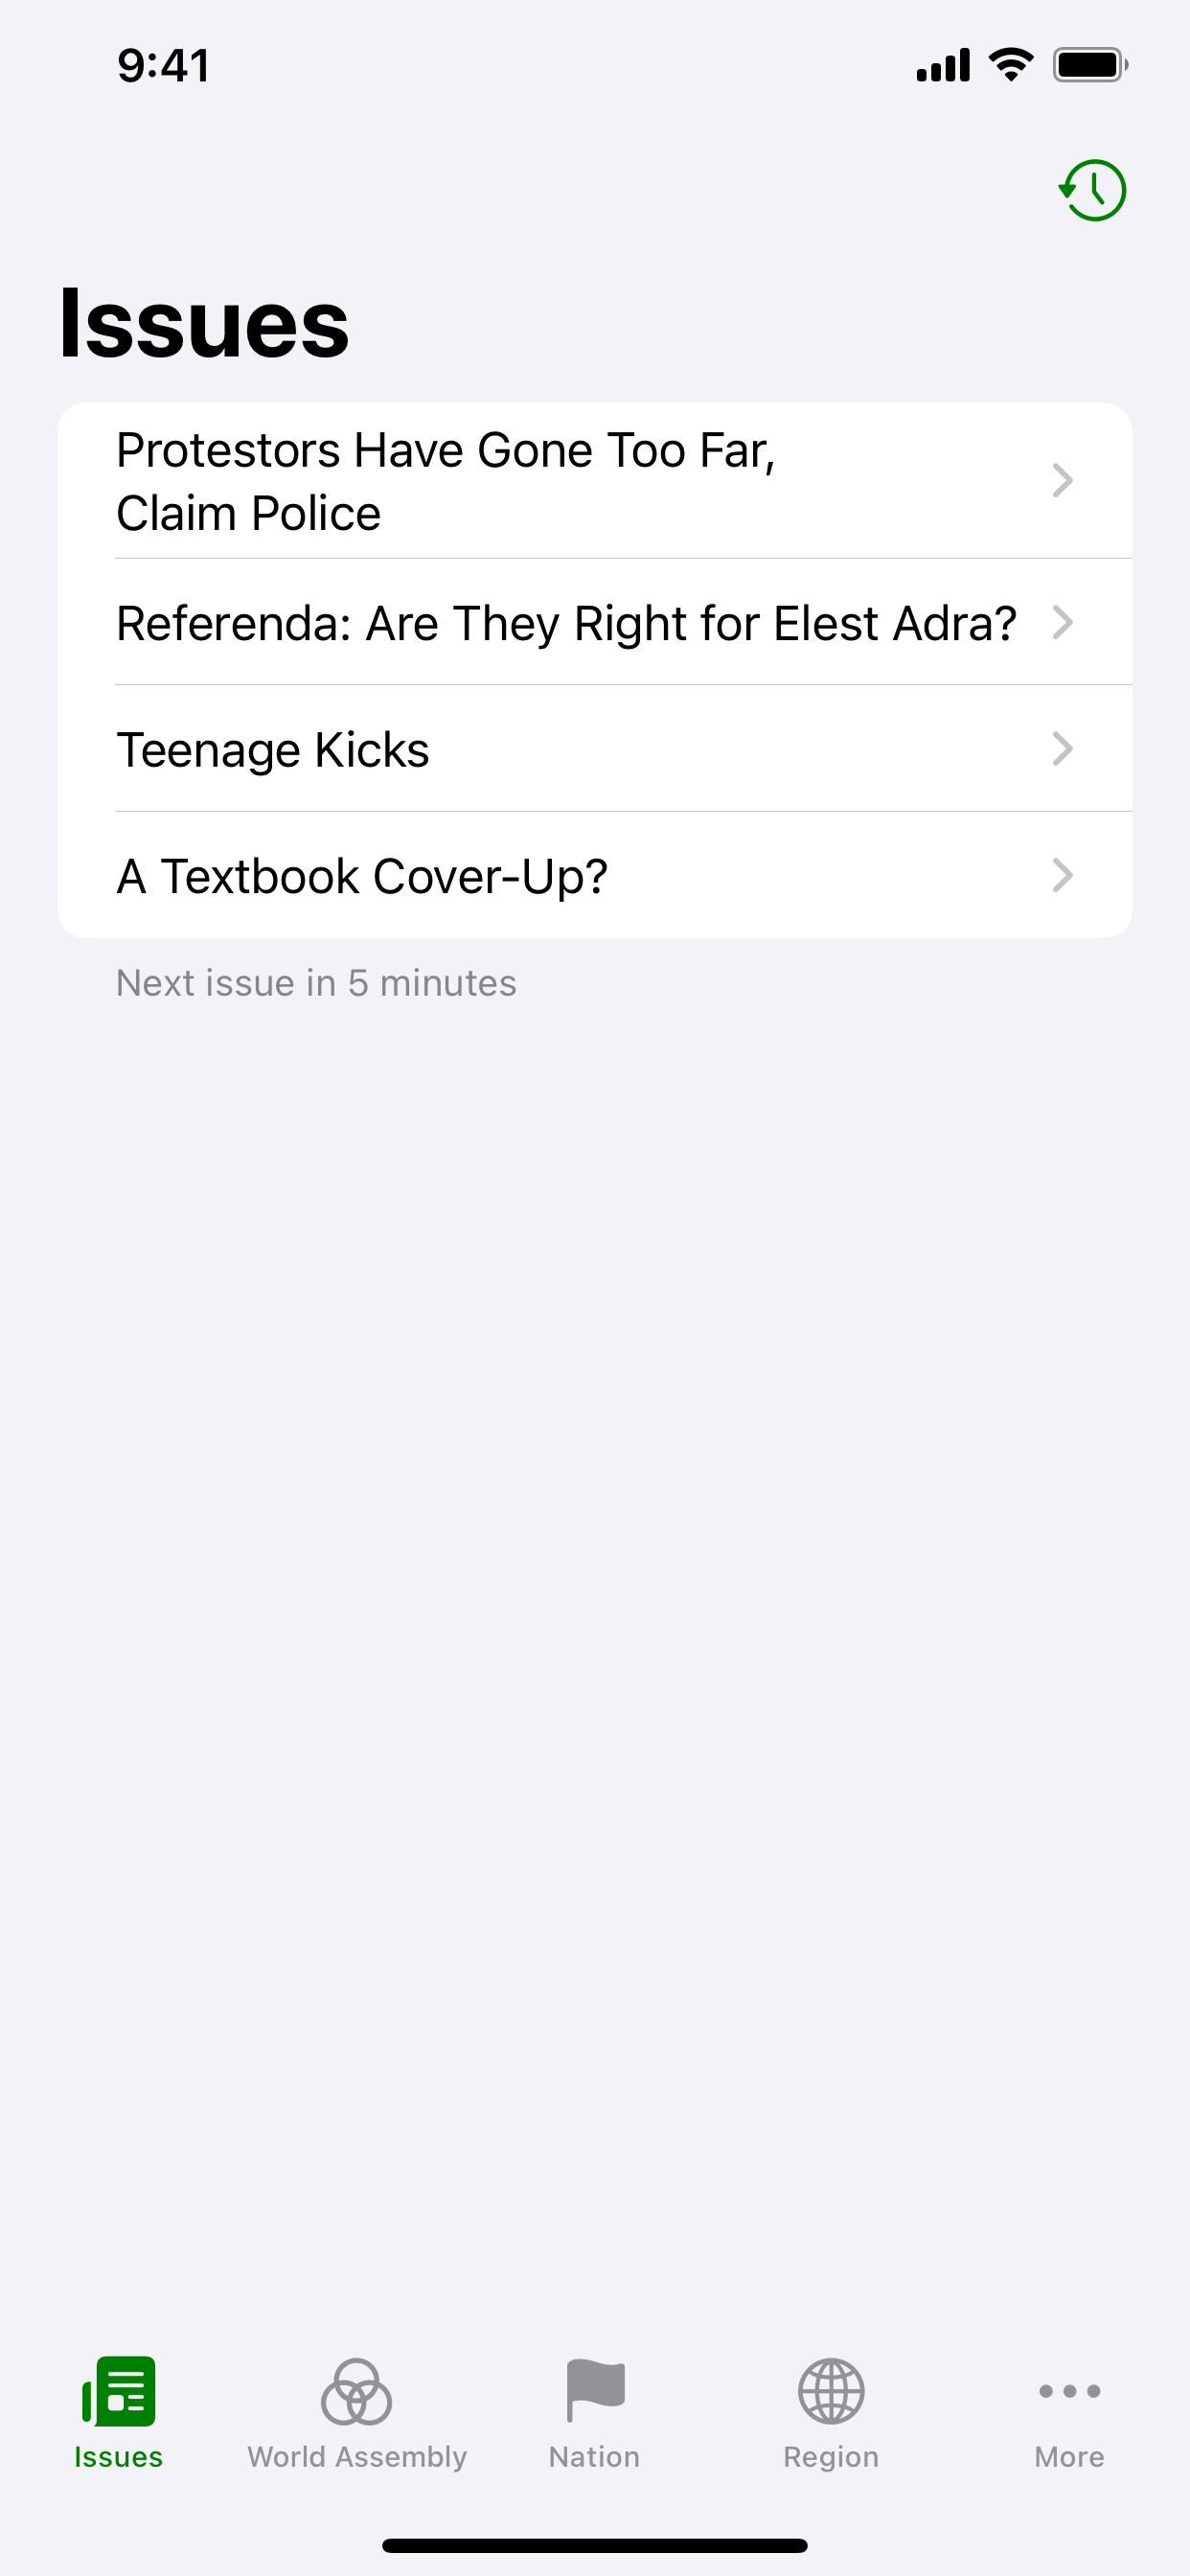 9:41
Issues
Protestors Have Gone Too Far,
Claim Police
Referenda: Are They Right for Elest Adra?
Teenage Kicks
A Textbook Cover-Up?
Next issue in 5 minutes
Issues
World Assembly
Nation
Region
More